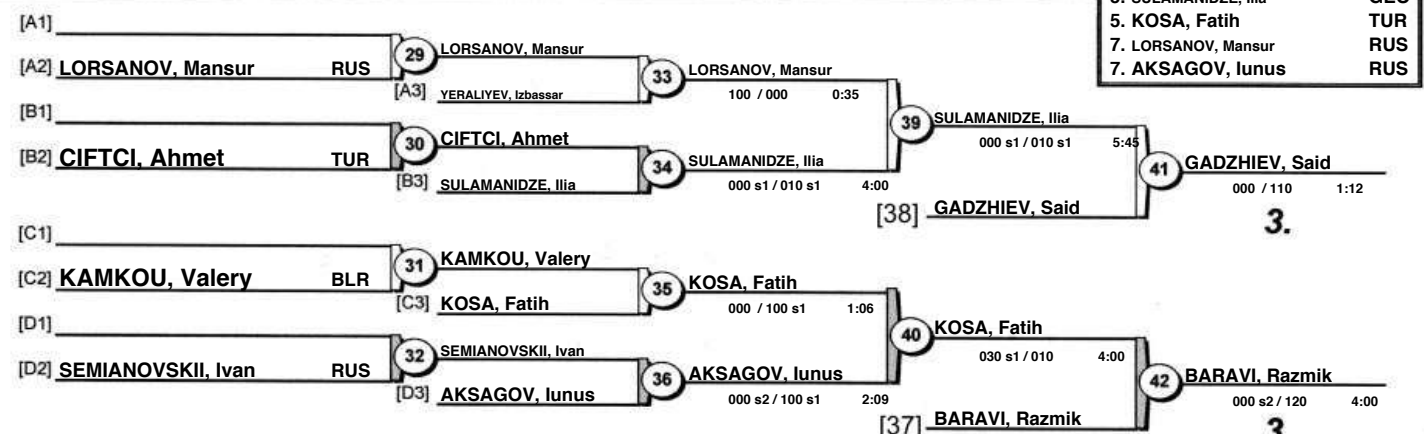 GEO
5. KOSA, Fatih TUR
7. LORSANOV, Mansur RUS
7. AKSAGOV, Iunus RUS
[A1]
[A2] LORSANOV, Mansur RUS
29
[A3]
LORSANOV, Mansur
YERALIYEV, Izbassar
33
LORSANOV, Mansur
100 / 000 0:35
[B1]
[B2] CIFTCI, Ahmet TUR
30
[B3]
CIFTCI, Ahmet
SULAMANIDZE, Ilia
34
SULAMANIDZE, Ilia
000 s1 / 010 s1 4:00
39
SULAMANIDZE, Ilia
000 s1 / 010 s1 5:45
[38] GADZHIEV, Said
41
GADZHIEV, Said
000 / 110 1:12
3.
[C1]
[C2] KAMKOU, Valery BLR
31
[C3]
KAMKOU, Valery
KOSA, Fatih
35
KOSA, Fatih
000 / 100 s1 1:06
[D1]
[D2] SEMIANOVSKII, Ivan RUS
32
[D3]
SEMIANOVSKII, Ivan
AKSAGOV, Iunus
36
AKSAGOV, Iunus
000 s2 / 100 s1 2:09
40
KOSA, Fatih
030 s1 / 010 4:00
[37] BARAVI, Razmik
42
BARAVI, Razmik
000 s2 / 120 4:00
3.